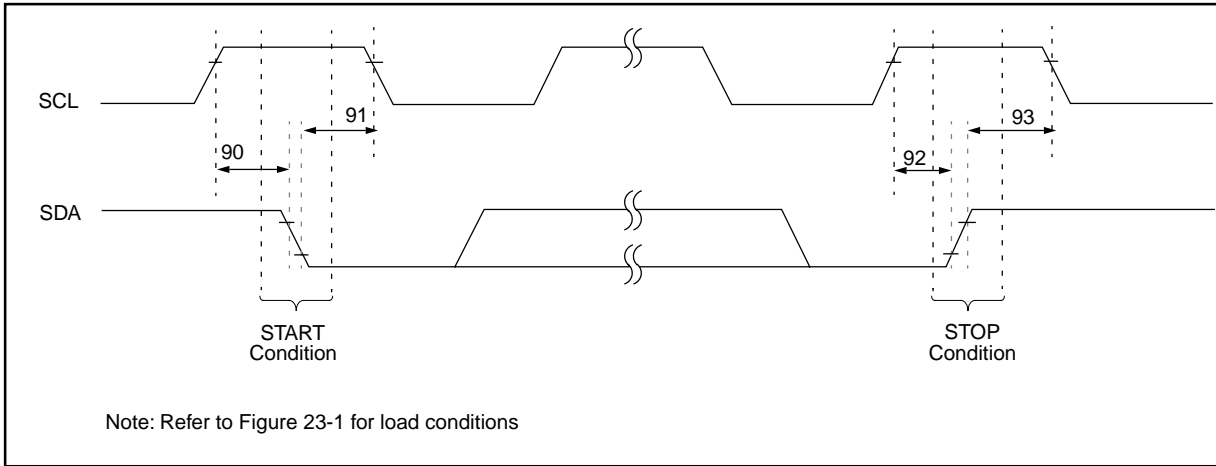 SCL
91
93
90
92
SDA
START
Condition
STOP
Condition
Note: Refer to Figure 23-1 for load conditions